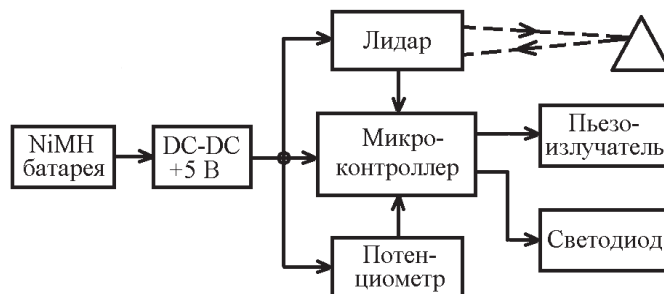 Лидар
NiMH
батарея
DC-DC
+5 В
Микро-
контроллер
Пьезо-
излучатель
Потен-
циометр
Светодиод